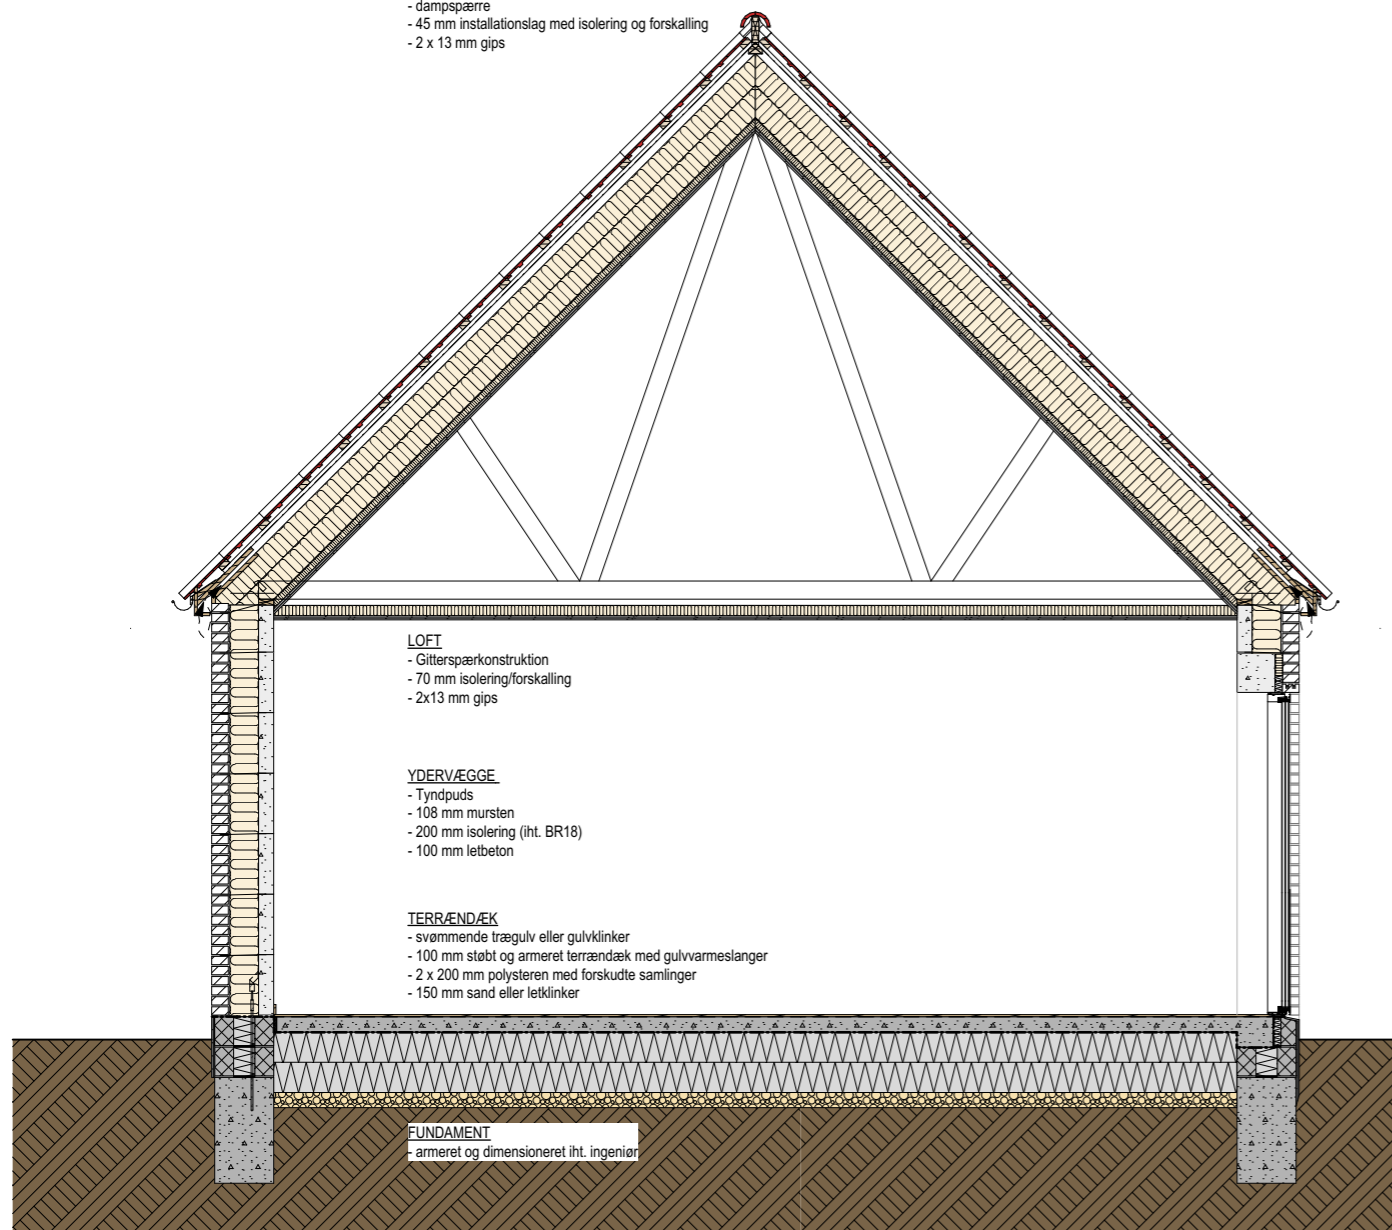 - dampspærre
- 45 mm installationslag med isolering og forskalling
- 2 x 13 mm gips
LOFT
- Gitterspærkonstruktion
- 70 mm isolering/forskalling
- 2x13 mm gips
YDERVÆGGE
- Tyndpuds
- 108 mm mursten
- 200 mm isolering (iht. BR18)
- 100 mm letbeton
TERRÆNDÆK
- svømmende trægulv eller gulvklinker
- 100 mm støbt og armeret terrændæk med gulvvarmeslanger
- 2 x 200 mm polysteren med forskudte samlinger
- 150 mm sand eller letklinker
FUNDAMENT
- armeret og dimensioneret iht. ingeniør